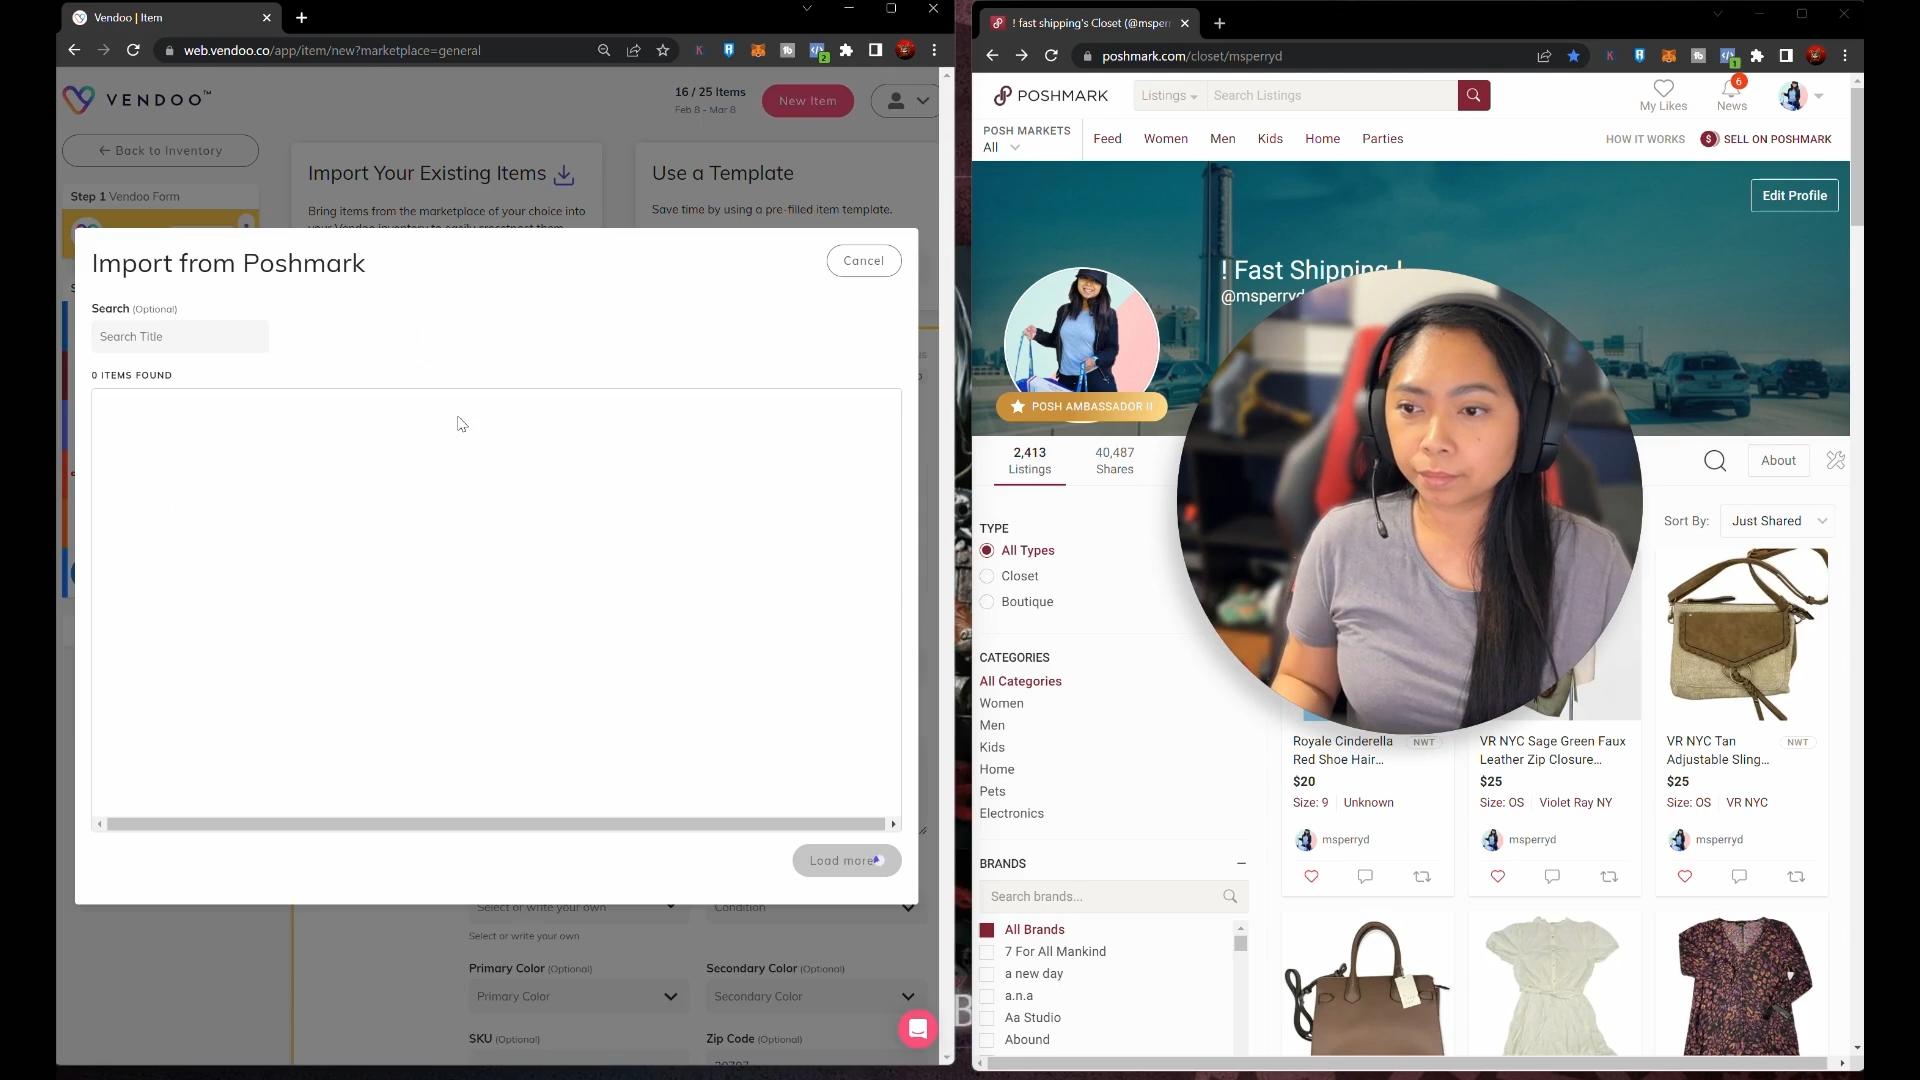 Vendoo | Item
web.vendoo.co/app/item/new?marketplace=general
VENDOO™
16 / 25 Items
Feb 8 - Mar 8
New Item
Back to Inventory
Step 1 Vendoo Form
Import Your Existing Items
Bring items from the marketplace of your choice into
Use a Template
Save time by using a pre-filled item template.
Import from Poshmark
Cancel
Search (Optional)
Search Title
0 ITEMS FOUND
Load more
Select or write your own
Condition
Select or write your own
Primary Color (Optional)
Secondary Color (Optional)
Primary Color
Secondary Color
SKU (Optional)
Zip Code (Optional)
! fast shipping's Closet (@msper
poshmark.com/closet/msperryd
POSHMARK
Listings
Search Listings
My Likes
6
News
POSH MARKETS
All
Feed
Women
Men
Kids
Home
Parties
HOW IT WORKS
$ SELL ON POSHMARK
Edit Profile
! Fast Shipping !
@msperryd
POSH AMBASSADOR II
2,413
Listings
40,487
Shares
About
TYPE
All Types
Closet
Boutique
Sort By:
Just Shared
CATEGORIES
All Categories
Women
Men
Kids
Home
Pets
Electronics
BRANDS
Search brands...
All Brands
7 For All Mankind
a new day
a.n.a
Aa Studio
Abound
Royale Cinderella
Red Shoe Hair...
NWT
$20
Size: 9
Unknown
msperryd
VR NYC Sage Green Faux
Leather Zip Closure...
$25
Size: OS
Violet Ray NY
msperryd
VR NYC Tan
Adjustable Sling...
NWT
$25
Size: OS
VR NYC
msperryd